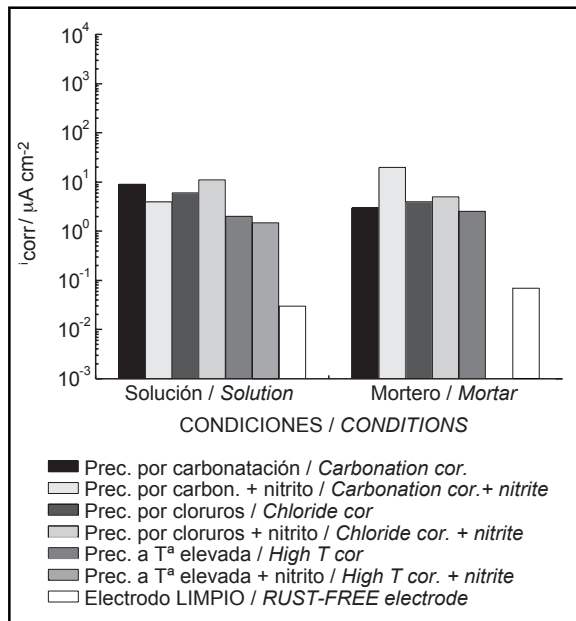 10⁴
10³
10²
10¹
10⁰
10⁻¹
10⁻²
10⁻³
icorr / µA cm⁻²
Solución / Solution Mortero / Mortar
CONDICIONES / CONDITIONS
Prec. por carbonatación / Carbonation cor.
Prec. por carbon. + nitrito / Carbonation cor.+ nitrite
Prec. por cloruros / Chloride cor
Prec. por cloruros + nitrito / Chloride cor. + nitrite
Prec. a Tª elevada / High T cor
Prec. a Tª elevada + nitrito / High T cor. + nitrite
Electrodo LIMPIO / RUST-FREE electrode